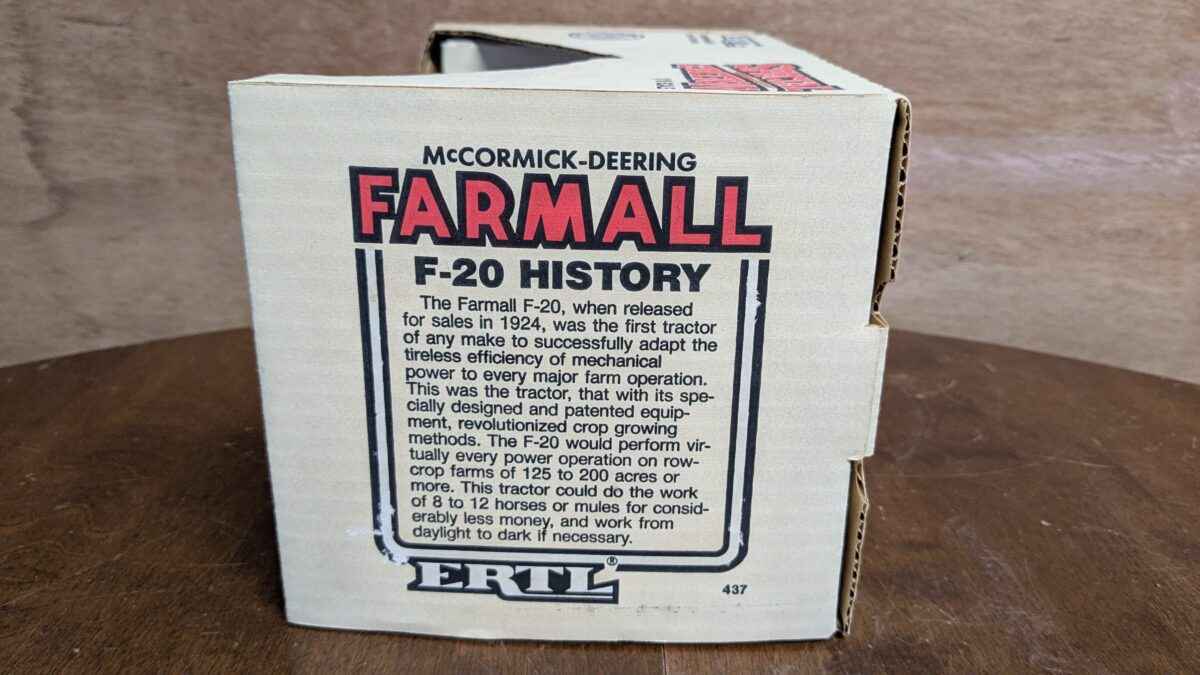 McCORMICK-DEERING
FARMALL
F-20 HISTORY
The Farmall F-20, when released
for sales in 1924, was the first tractor
of any make to successfully adapt the
tireless efficiency of mechanical
power to every major farm operation.
This was the tractor, that with its spe-
cially designed and patented equip-
ment, revolutionized crop growing
methods. The F-20 would perform vir-
tually every power operation on row-
crop farms of 125 to 200 acres or
more. This tractor could do the work
of 8 to 12 horses or mules for consid-
erably less money, and work from
daylight to dark if necessary.
ERTL®
437